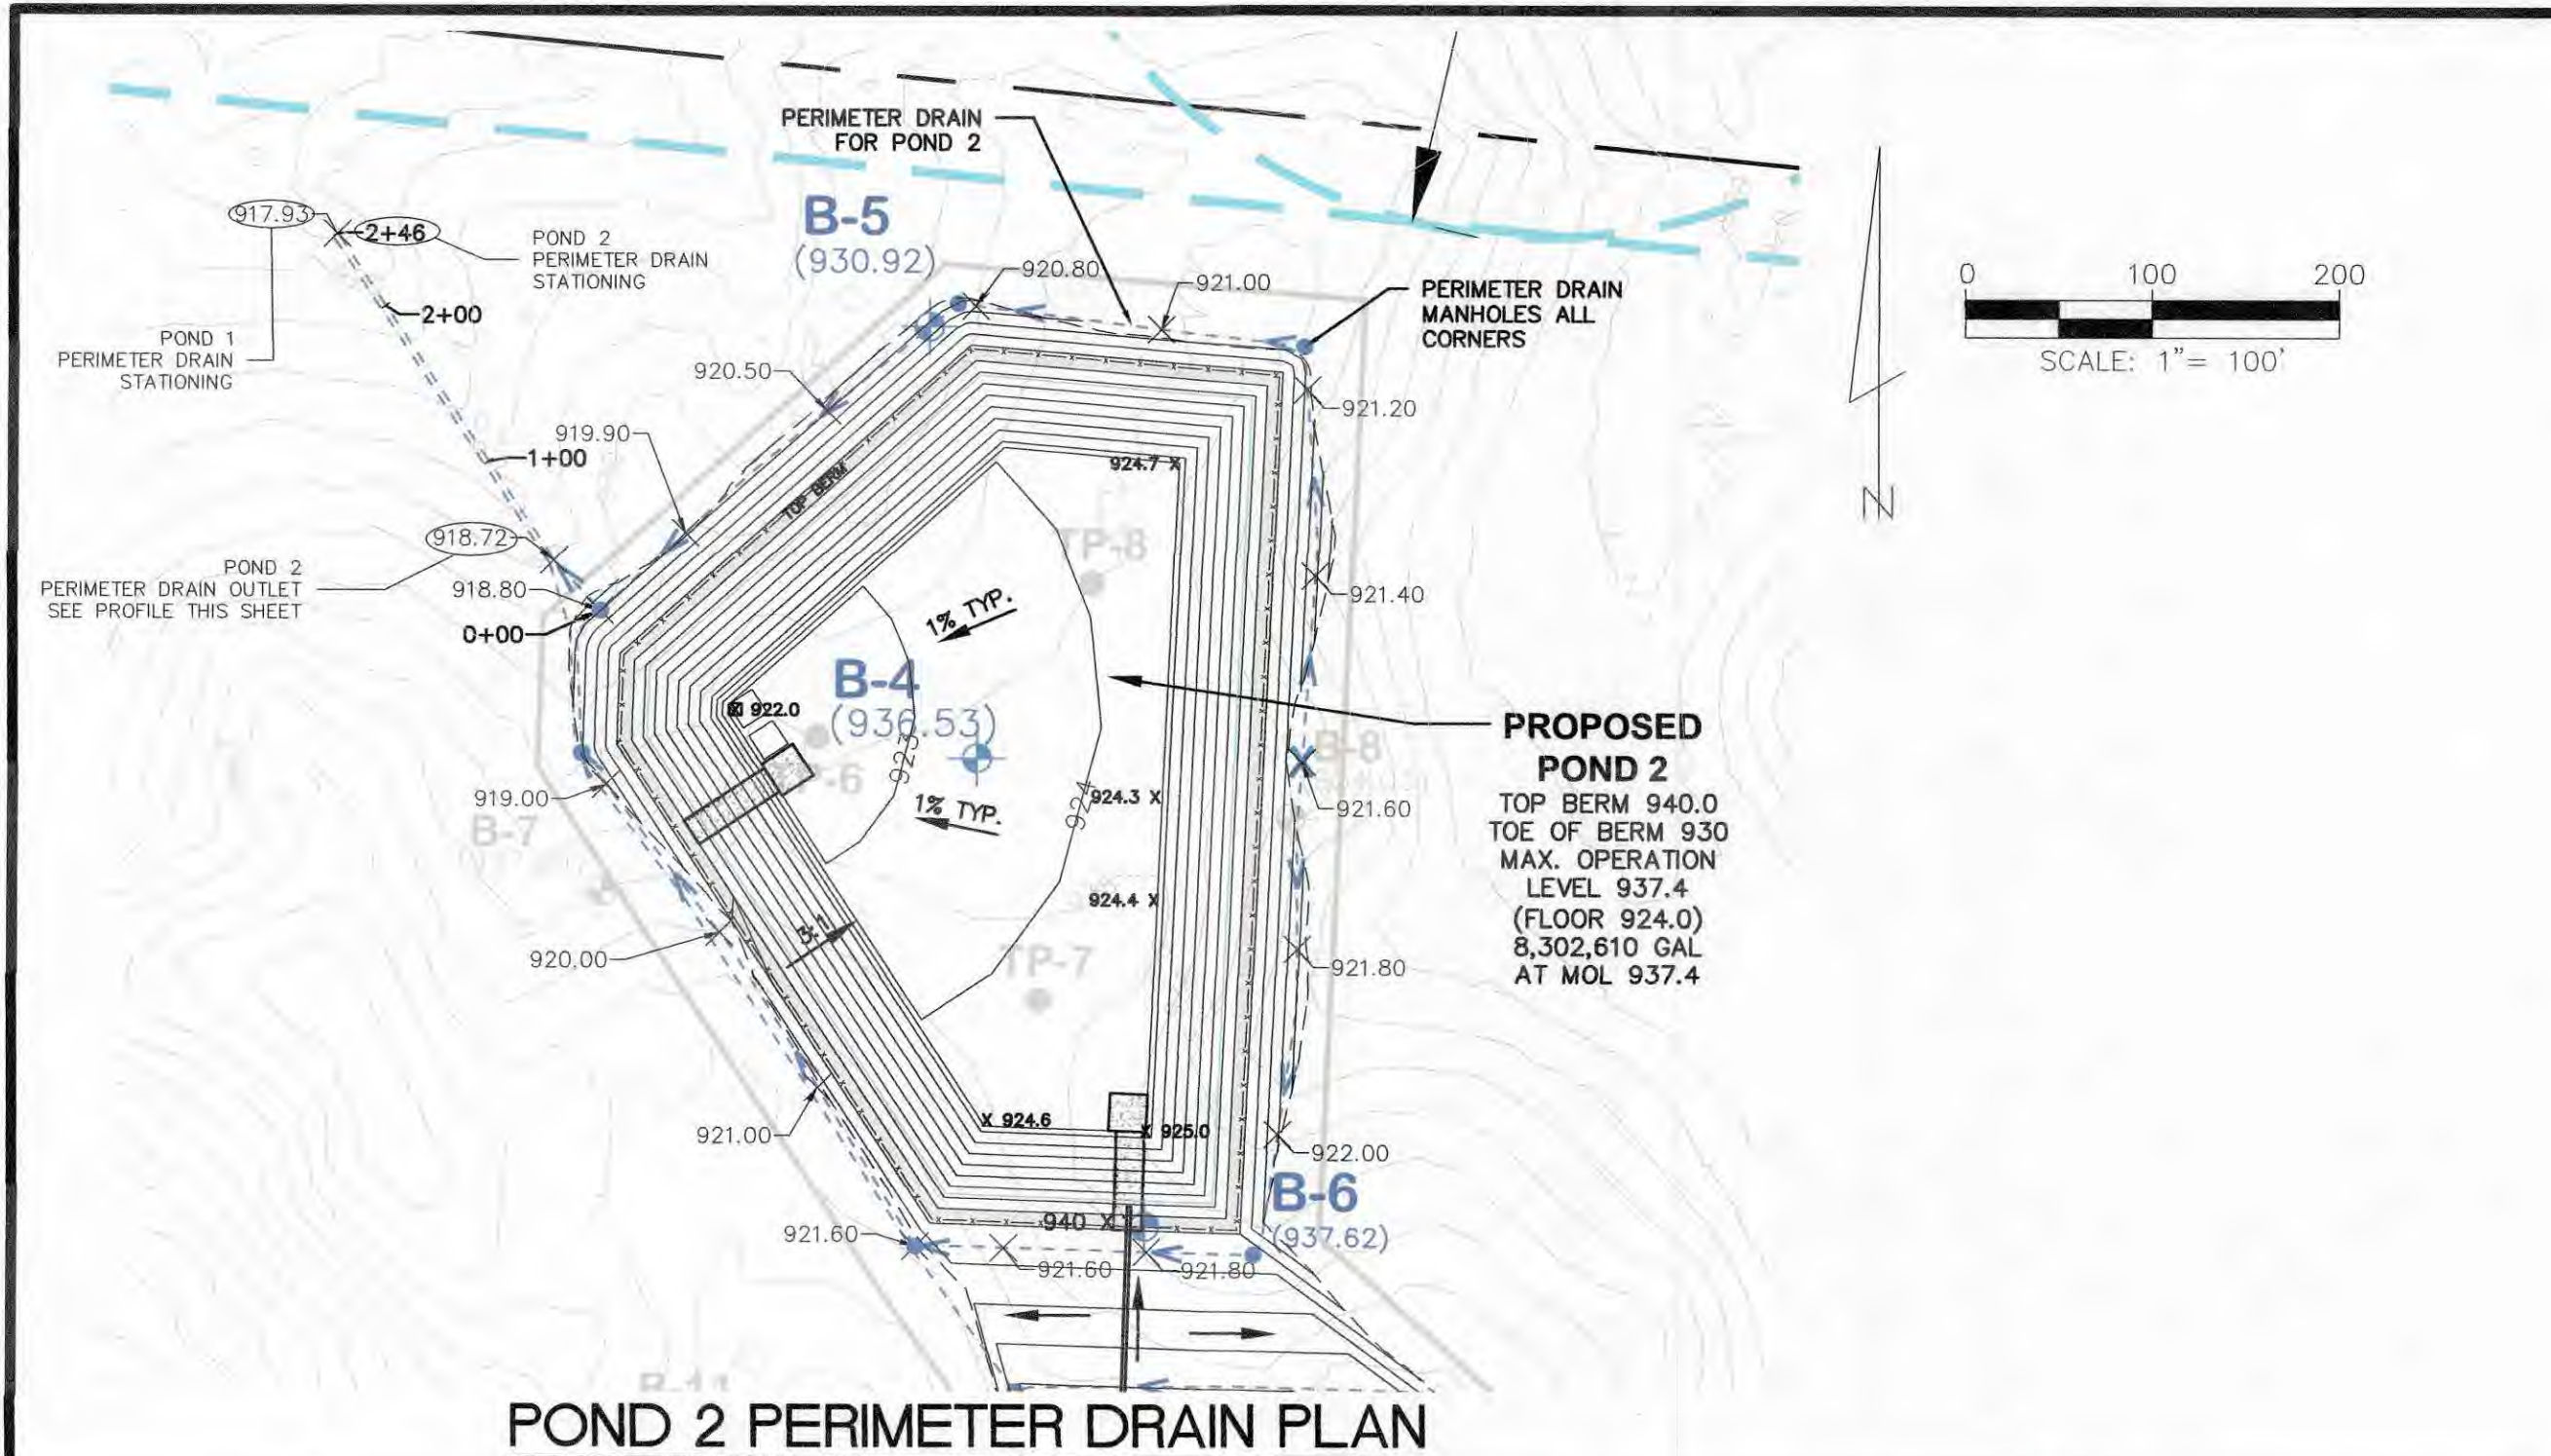 PERIMETER DRAIN
FOR POND 2
B-5
(930.92)
917.93
2+46
POND 2
PERIMETER DRAIN
STATIONING
2+00
POND 1
PERIMETER DRAIN
STATIONING
920.80
921.00
PERIMETER DRAIN
MANHOLES ALL
CORNERS
0 100 200
SCALE: 1"= 100'
N
920.50
921.20
919.90
1+00
TOP BERM
924.7 X
TP-8
918.72
POND 2
PERIMETER DRAIN OUTLET
SEE PROFILE THIS SHEET
918.80
0+00
921.40
1% TYP.
B-4
(936.53)
922.0
923
924
TP-6
B-8
PROPOSED
POND 2
TOP BERM 940.0
TOE OF BERM 930
MAX. OPERATION
LEVEL 937.4
(FLOOR 924.0)
8,302,610 GAL
AT MOL 937.4
919.00
B-7
1% TYP.
924.3 X
921.60
924.4 X
3:1
920.00
TP-7
921.80
921.00
X 924.6
X 925.0
922.00
B-6
(937.62)
940 X
921.60
921.60
921.80
B-11
POND 2 PERIMETER DRAIN PLAN